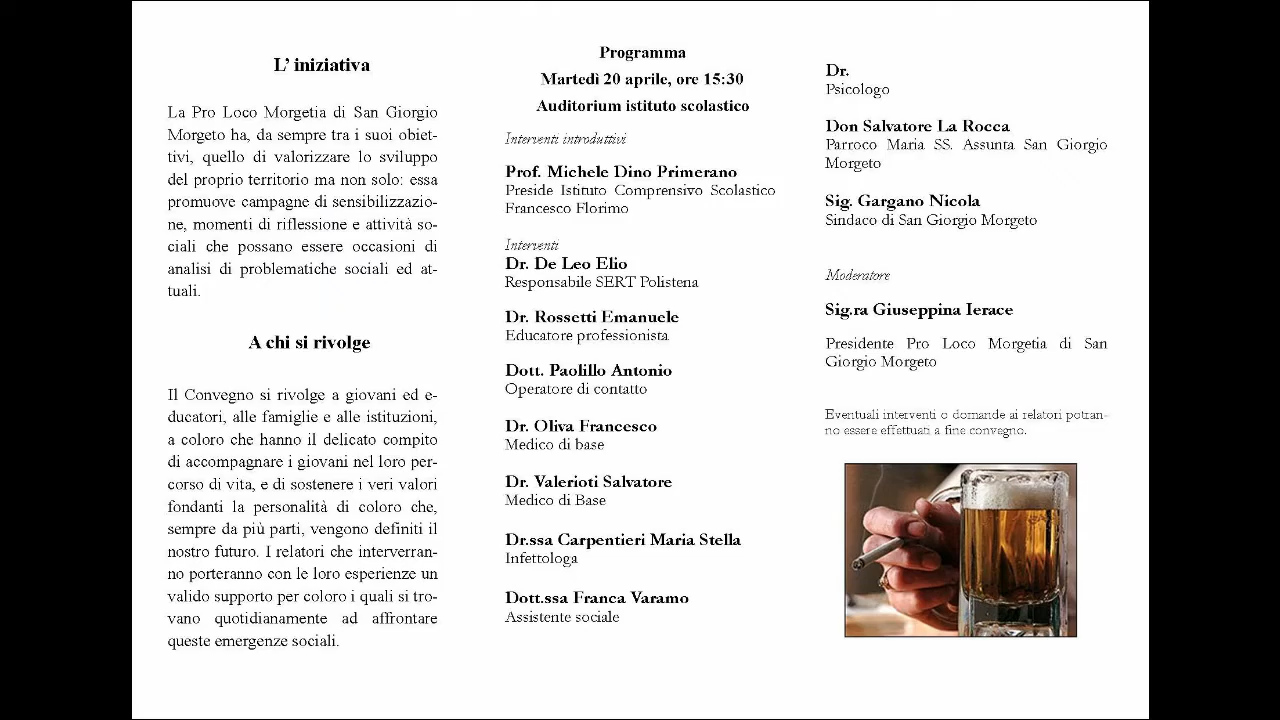 L' iniziativa
La Pro Loco Morgetia di San Giorgio
Morgeto ha, da sempre tra i suoi obiet-
tivi, quello di valorizzare lo sviluppo
del proprio territorio ma non solo: essa
promuove campagne di sensibilizzazio-
ne, momenti di riflessione e attività so-
ciali che possano essere occasioni di
analisi di problematiche sociali ed at-
tuali.
A chi si rivolge
Il Convegno si rivolge a giovani ed e-
ducatori, alle famiglie e alle istituzioni,
a coloro che hanno il delicato compito
di accompagnare i giovani nel loro per-
corso di vita, e di sostenere i veri valori
fondanti la personalità di coloro che,
sempre da più parti, vengono definiti il
nostro futuro. I relatori che interverran-
no porteranno con le loro esperienze un
valido supporto per coloro i quali si tro-
vano quotidianamente ad affrontare
queste emergenze sociali.
Programma
Martedì 20 aprile, ore 15:30
Auditorium istituto scolastico
Interventi introduttivi
Prof. Michele Dino Primerano
Preside Istituto Comprensivo Scolastico
Francesco Florimo
Interventi
Dr. De Leo Elio
Responsabile SERT Polistena
Dr. Rossetti Emanuele
Educatore professionista
Dott. Paolillo Antonio
Operatore di contatto
Dr. Oliva Francesco
Medico di base
Dr. Valerioti Salvatore
Medico di Base
Dr.ssa Carpentieri Maria Stella
Infettologa
Dott.ssa Franca Varamo
Assistente sociale
Dr.
Psicologo
Don Salvatore La Rocca
Parroco Maria SS. Assunta San Giorgio
Morgeto
Sig. Gargano Nicola
Sindaco di San Giorgio Morgeto
Moderatore
Sig.ra Giuseppina Ierace
Presidente Pro Loco Morgetia di San
Giorgio Morgeto
Eventuali interventi o domande ai relatori potran-
no essere effettuati a fine convegno.